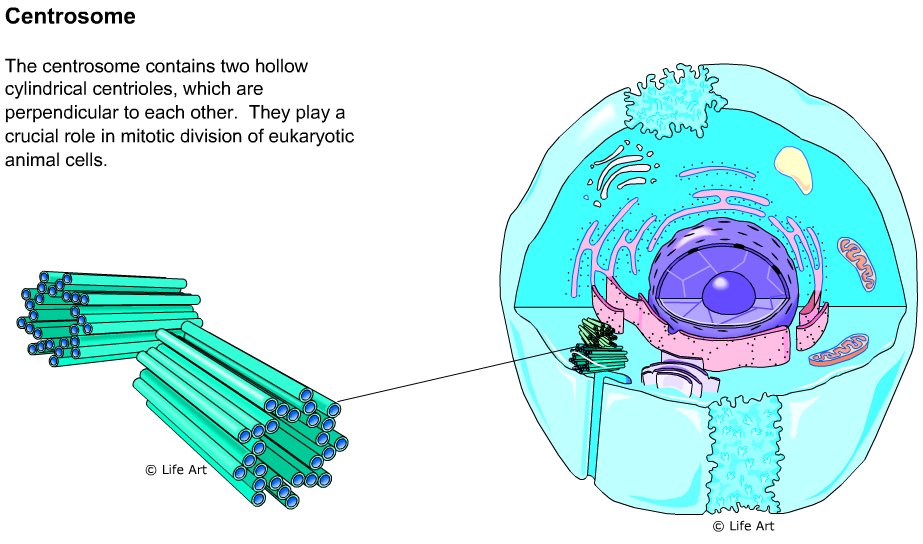 Centrosome
The centrosome contains two hollow
cylindrical centrioles, which are
perpendicular to each other.  They play a
crucial role in mitotic division of eukaryotic
animal cells.
© Life Art
© Life Art